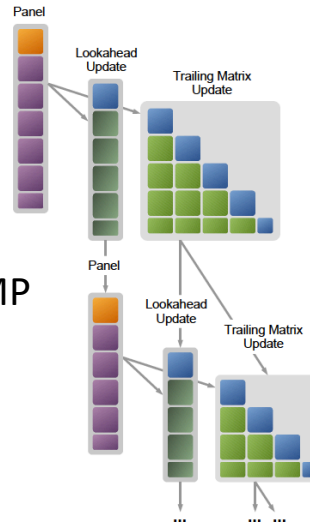 Panel
Lookahead
Update
Trailing Matrix
Update
Panel
MP
Lookahead
Update
Trailing Matrix
Update
...
... ...